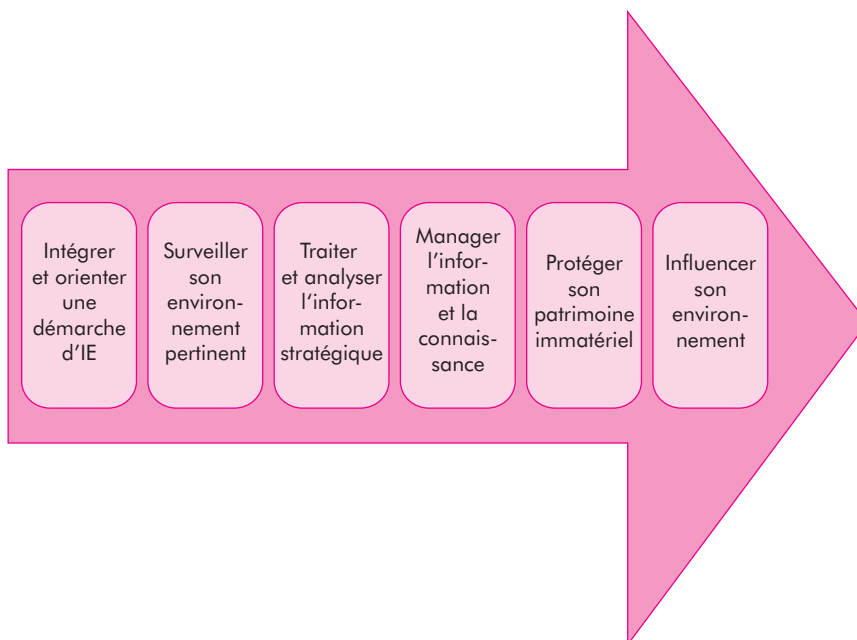 Intégrer
et orienter
une
démarche
d'IE
Surveiller
son
environ-
nement
pertinent
Traiter
et analyser
l'infor-
mation
stratégique
Manager
l'infor-
mation
et la
connais-
sance
Protéger
son
patrimoine
immatériel
Influencer
son
environ-
nement